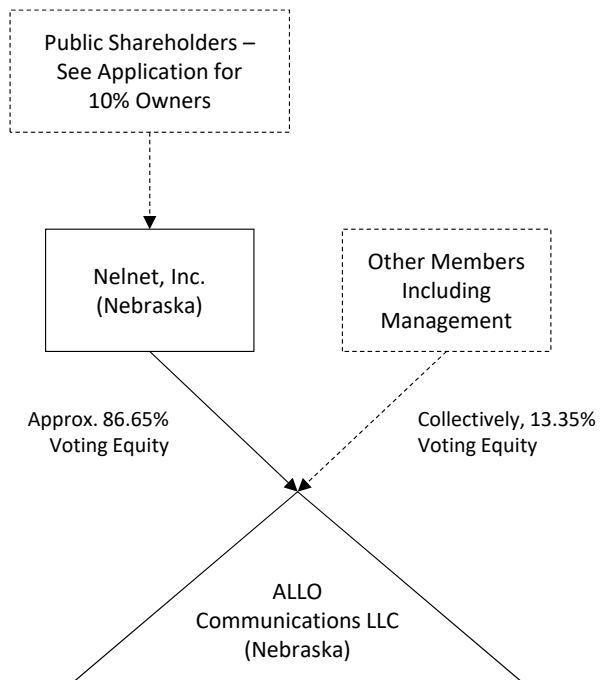 Public Shareholders –
See Application for
10% Owners
Nelnet, Inc.
(Nebraska)
Other Members
Including
Management
Approx. 86.65%
Voting Equity
Collectively, 13.35%
Voting Equity
ALLO
Communications LLC
(Nebraska)